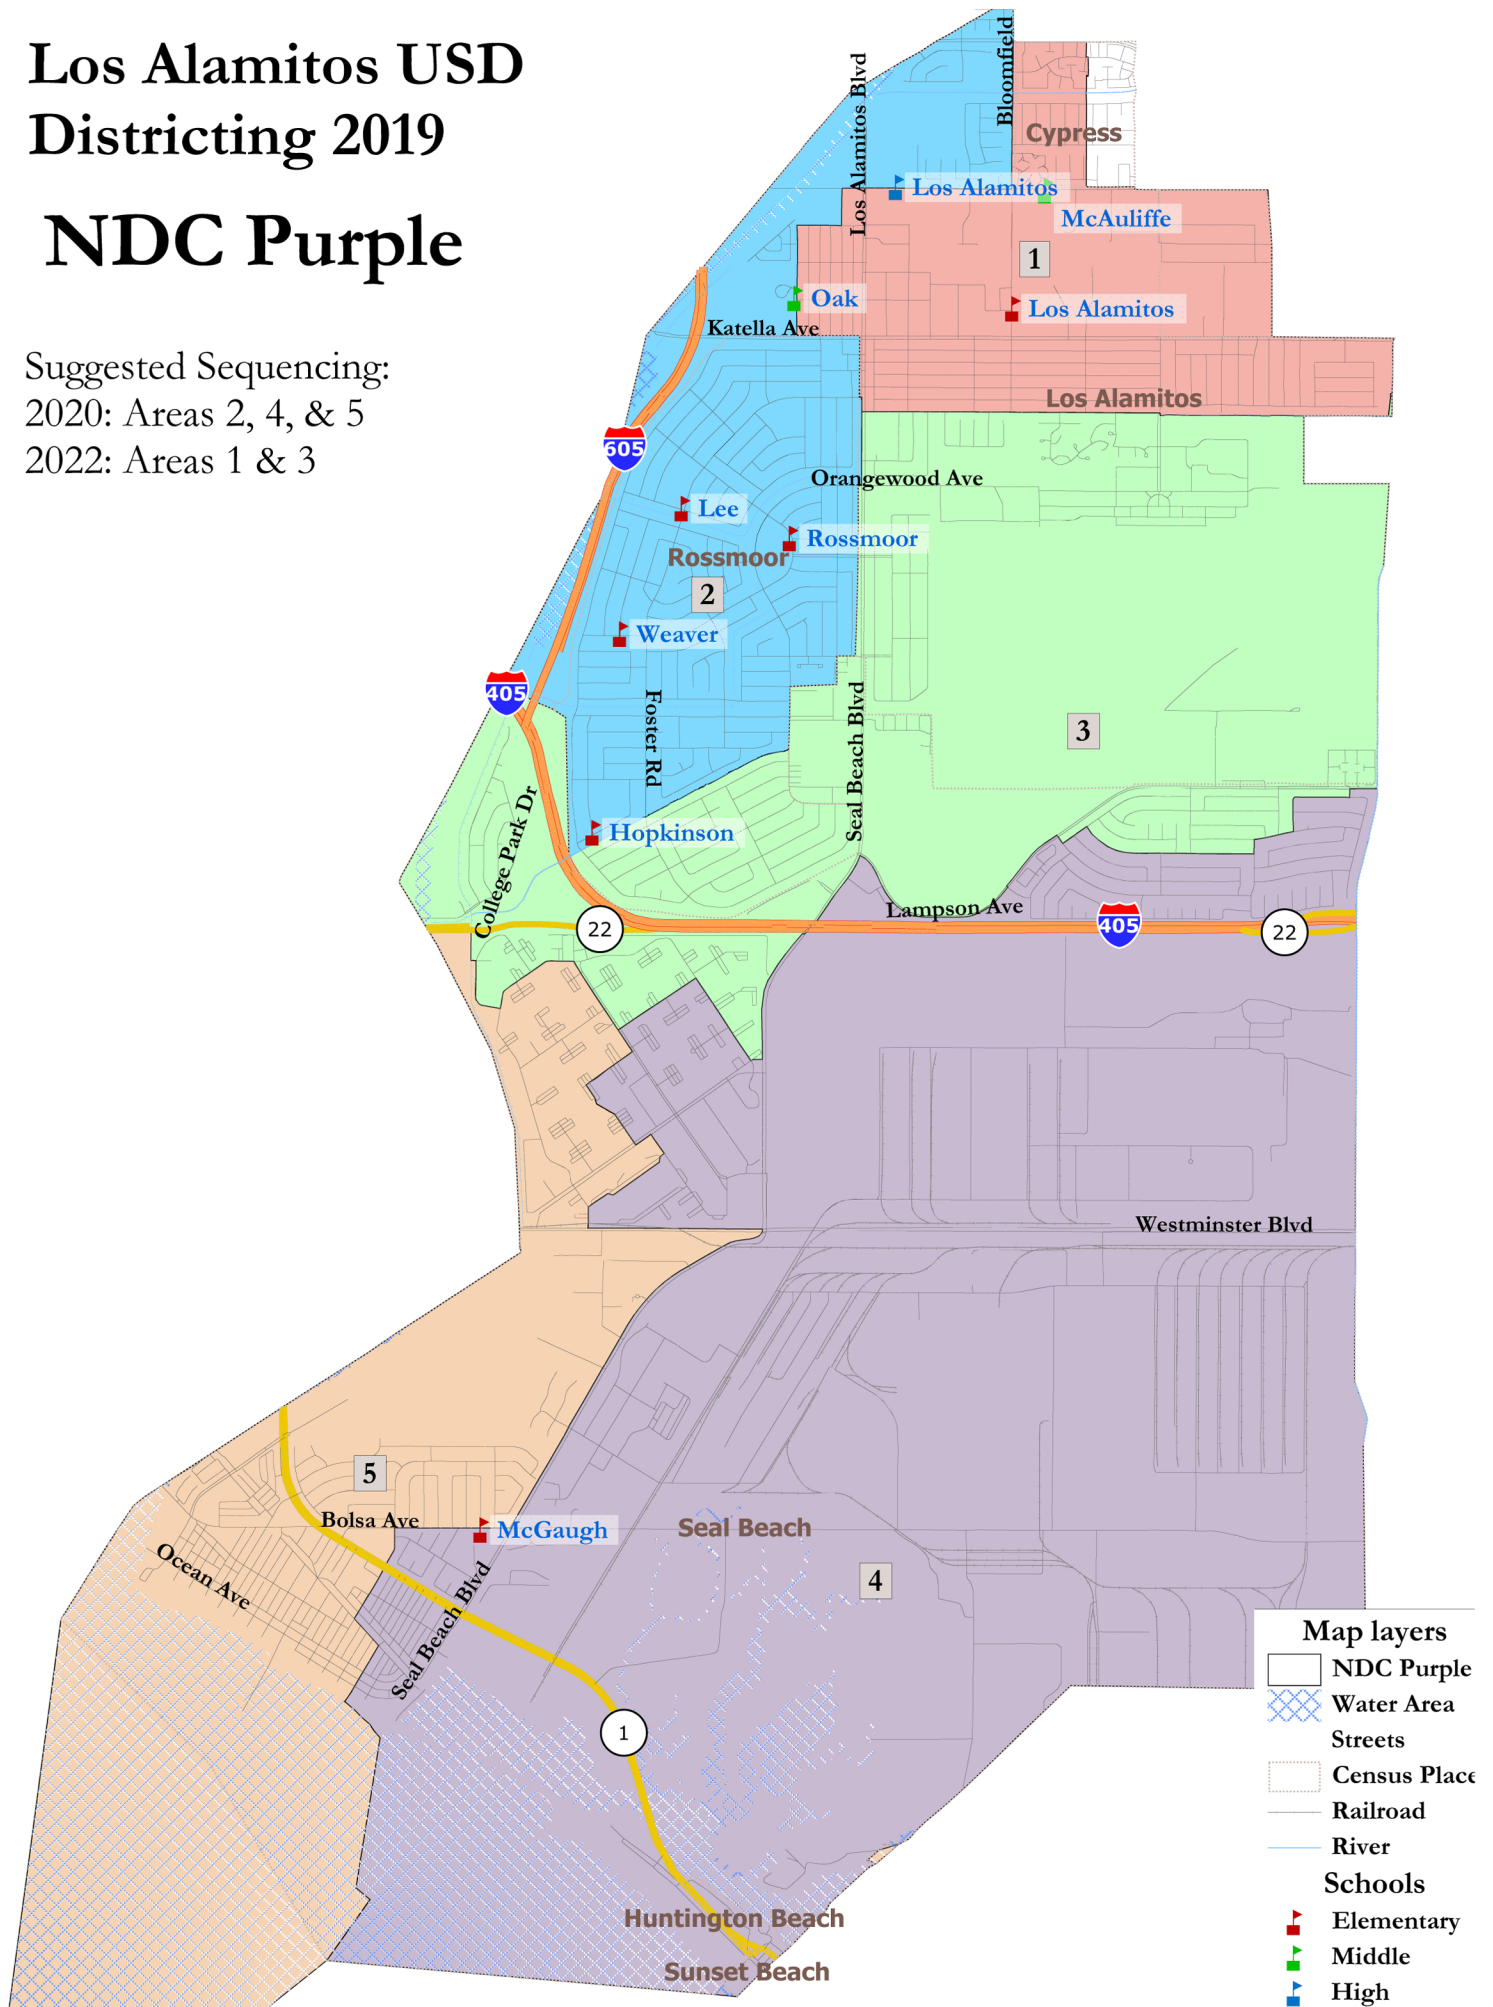 Los Alamitos USD
Districting 2019
NDC Purple
Suggested Sequencing:
2020: Areas 2, 4, & 5
2022: Areas 1 & 3
Los Alamitos Blvd
Bloomfield
Cypress
Los Alamitos
McAuliffe
1
Oak
Los Alamitos
Katella Ave
Los Alamitos
605
Orangewood Ave
Lee
Rossmoor
Rossmoor
2
Weaver
405
Foster Rd
Seal Beach Blvd
3
College Park Dr
Hopkinson
Lampson Ave
22
405
22
Westminster Blvd
5
Bolsa Ave
McGaugh
Seal Beach
Ocean Ave
Seal Beach Blvd
4
1
Huntington Beach
Sunset Beach
Map layers
NDC Purple
Water Area
Streets
Census Place
Railroad
River
Schools
Elementary
Middle
High